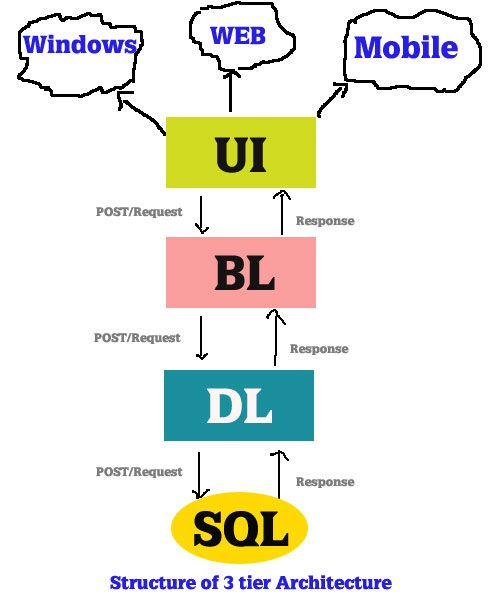 Windows
WEB
Mobile
UI
POST/Request
Response
BL
POST/Request
Response
DL
POST/Request
Response
SQL
Structure of 3 tier Architecture